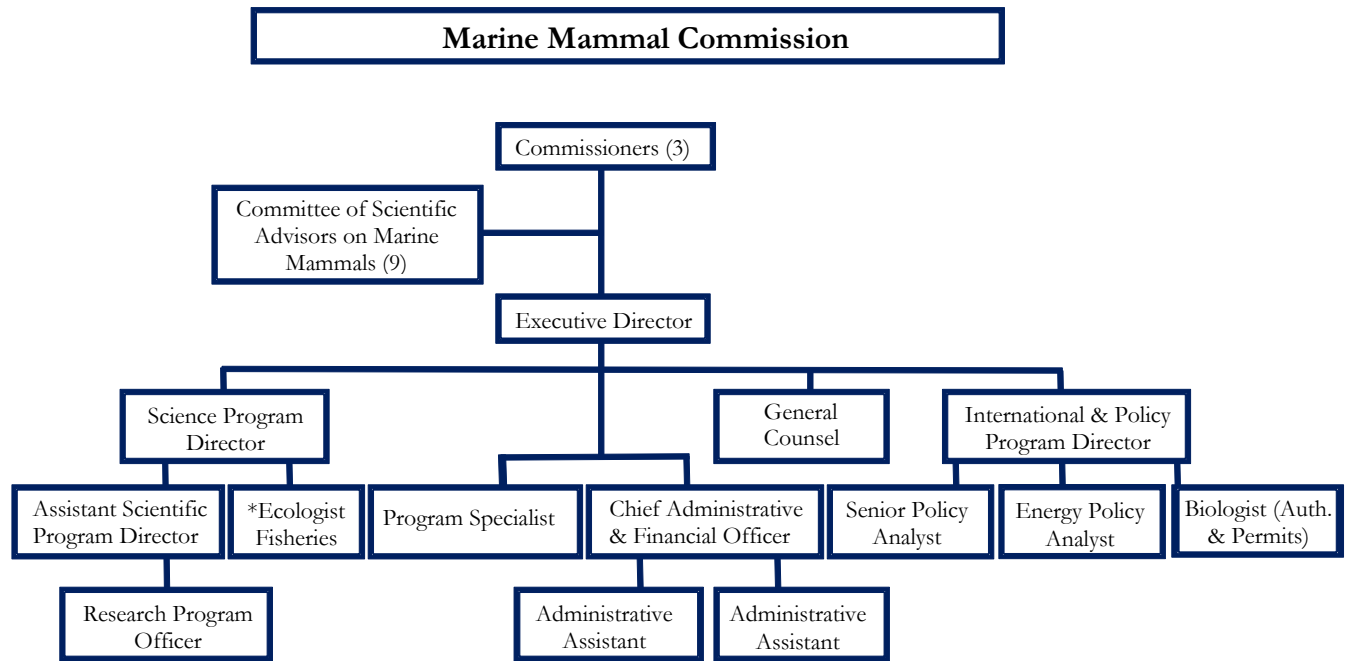 Marine Mammal Commission
Commissioners (3)
Committee of Scientific
Advisors on Marine
Mammals (9)
Executive Director
Science Program
Director
General
Counsel
International & Policy
Program Director
Assistant Scientific
Program Director
*Ecologist
Fisheries
Program Specialist
Chief Administrative
& Financial Officer
Senior Policy
Analyst
Energy Policy
Analyst
Biologist (Auth.
& Permits)
Research Program
Officer
Administrative
Assistant
Administrative
Assistant